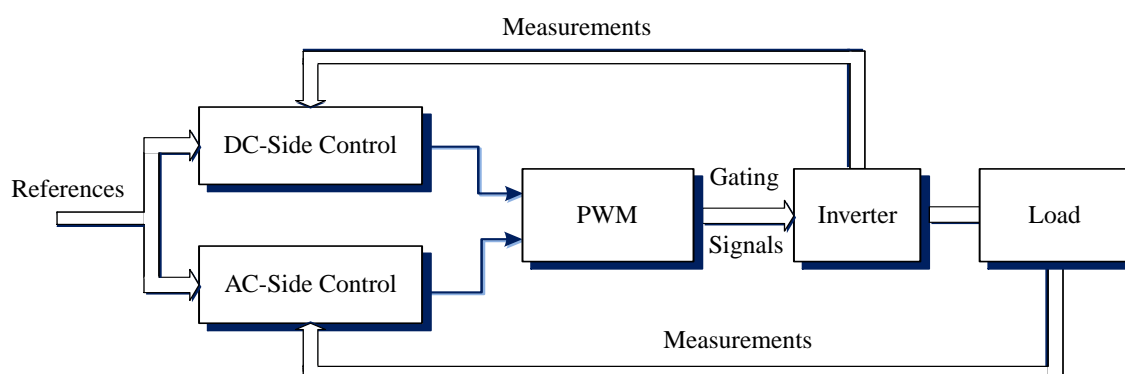 Measurements
DC-Side Control
References
PWM
Gating
Signals
Inverter
Load
AC-Side Control
Measurements